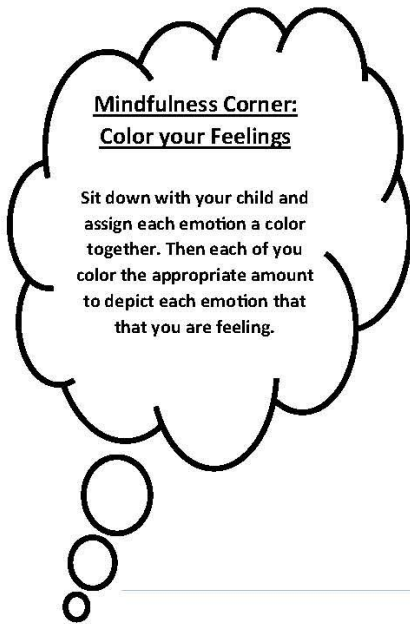 Mindfulness Corner:
Color your Feelings
Sit down with your child and
assign each emotion a color
together. Then each of you
color the appropriate amount
to depict each emotion that
that you are feeling.